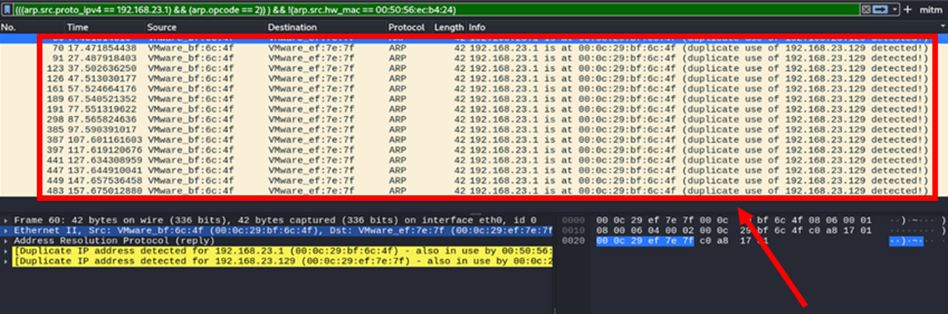 (((arp.src.proto_ipv4 == 192.168.23.1) && (arp.opcode == 2)) ) && !(arp.src.hw_mac == 00:50:56:ec:b4:24) + mitm
No. Time Source Destination Protocol Length Info
70 17.471854438 VMware_bf:6c:4f VMware_ef:7e:7f ARP 42 192.168.23.1 is at 00:0c:29:bf:6c:4f (duplicate use of 192.168.23.129 detected!)
91 27.487918403 VMware_bf:6c:4f VMware_ef:7e:7f ARP 42 192.168.23.1 is at 00:0c:29:bf:6c:4f (duplicate use of 192.168.23.129 detected!)
123 37.502636250 VMware_bf:6c:4f VMware_ef:7e:7f ARP 42 192.168.23.1 is at 00:0c:29:bf:6c:4f (duplicate use of 192.168.23.129 detected!)
126 47.513030177 VMware_bf:6c:4f VMware_ef:7e:7f ARP 42 192.168.23.1 is at 00:0c:29:bf:6c:4f (duplicate use of 192.168.23.129 detected!)
161 57.524664176 VMware_bf:6c:4f VMware_ef:7e:7f ARP 42 192.168.23.1 is at 00:0c:29:bf:6c:4f (duplicate use of 192.168.23.129 detected!)
189 67.540521352 VMware_bf:6c:4f VMware_ef:7e:7f ARP 42 192.168.23.1 is at 00:0c:29:bf:6c:4f (duplicate use of 192.168.23.129 detected!)
191 77.551319622 VMware_bf:6c:4f VMware_ef:7e:7f ARP 42 192.168.23.1 is at 00:0c:29:bf:6c:4f (duplicate use of 192.168.23.129 detected!)
298 87.565824636 VMware_bf:6c:4f VMware_ef:7e:7f ARP 42 192.168.23.1 is at 00:0c:29:bf:6c:4f (duplicate use of 192.168.23.129 detected!)
385 97.590391017 VMware_bf:6c:4f VMware_ef:7e:7f ARP 42 192.168.23.1 is at 00:0c:29:bf:6c:4f (duplicate use of 192.168.23.129 detected!)
387 107.601161603 VMware_bf:6c:4f VMware_ef:7e:7f ARP 42 192.168.23.1 is at 00:0c:29:bf:6c:4f (duplicate use of 192.168.23.129 detected!)
397 117.619120676 VMware_bf:6c:4f VMware_ef:7e:7f ARP 42 192.168.23.1 is at 00:0c:29:bf:6c:4f (duplicate use of 192.168.23.129 detected!)
441 127.634308959 VMware_bf:6c:4f VMware_ef:7e:7f ARP 42 192.168.23.1 is at 00:0c:29:bf:6c:4f (duplicate use of 192.168.23.129 detected!)
447 137.644910041 VMware_bf:6c:4f VMware_ef:7e:7f ARP 42 192.168.23.1 is at 00:0c:29:bf:6c:4f (duplicate use of 192.168.23.129 detected!)
449 147.657536458 VMware_bf:6c:4f VMware_ef:7e:7f ARP 42 192.168.23.1 is at 00:0c:29:bf:6c:4f (duplicate use of 192.168.23.129 detected!)
483 157.675012880 VMware_bf:6c:4f VMware_ef:7e:7f ARP 42 192.168.23.1 is at 00:0c:29:bf:6c:4f (duplicate use of 192.168.23.129 detected!)
Frame 60: 42 bytes on wire (336 bits), 42 bytes captured (336 bits) on interface eth0, id 0
Ethernet II, Src: VMware_bf:6c:4f (00:0c:29:bf:6c:4f), Dst: VMware_ef:7e:7f (00:0c:29:ef:7e:7f
Address Resolution Protocol (reply)
[Duplicate IP address detected for 192.168.23.1 (00:0c:29:bf:6c:4f) - also in use by 00:50:56:
[Duplicate IP address detected for 192.168.23.129 (00:0c:29:ef:7e:7f) - also in use by 00:0c:2
0000 00 0c 29 ef 7e 7f 00 0c 29 bf 6c 4f 08 06 00 01
0010 08 00 06 04 00 02 00 0c 29 bf 6c 4f c0 a8 17 01
0020 00 0c 29 ef 7e 7f c0 a8 17 81